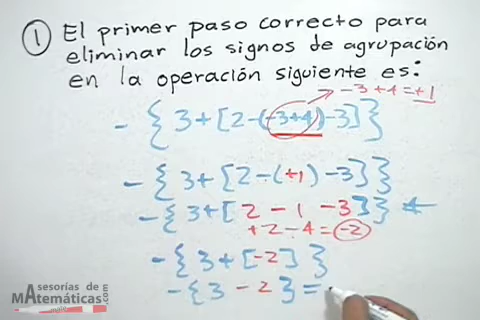 ① El primer paso correcto para
eliminar los signos de agrupación
en la operación siguiente es:
→ -3+4=+1
- { 3+[2-(-3+4)-3]}
- { 3+[2-(+1)-3]}
- { 3+[ 2 - 1 - 3]} ←
+2-4=-2
- { 3 + [-2] }
- { 3 - 2 } =
Asesorías de
MAtemáticas.com